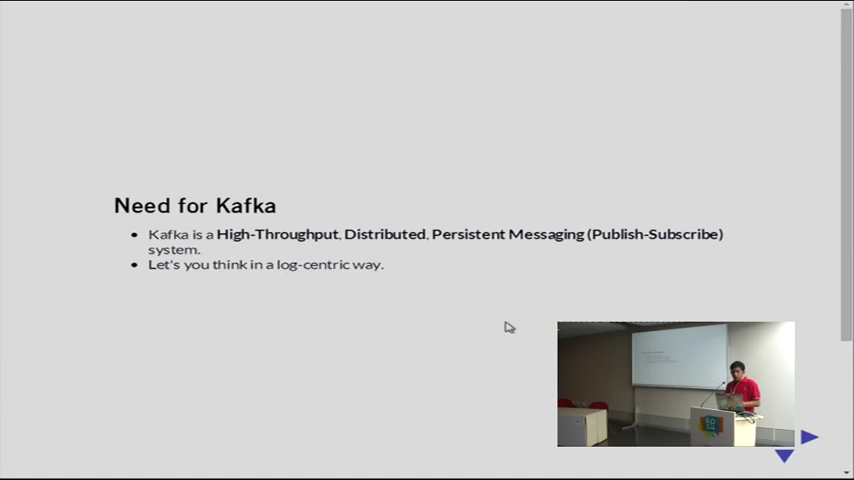 Need for Kafka
Kafka is a High-Throughput, Distributed, Persistent Messaging (Publish-Subscribe)
system.
Let's you think in a log-centric way.